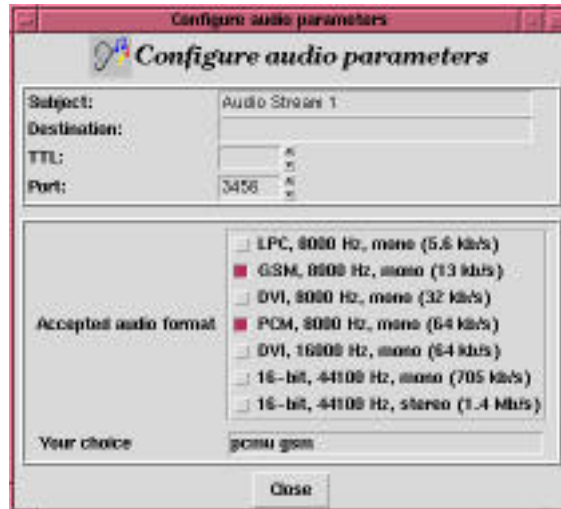 Configure audio parameters
Configure audio parameters
Subject: Audio Stream 1
Destination:
TTL:
Port: 3456
Accepted audio format
LPC, 8000 Hz, mono (5.6 kb/s)
GSM, 8000 Hz, mono (13 kb/s)
DVI, 8000 Hz, mono (32 kb/s)
PCM, 8000 Hz, mono (64 kb/s)
DVI, 16000 Hz, mono (64 kb/s)
16-bit, 44100 Hz, mono (705 kb/s)
16-bit, 44100 Hz, stereo (1.4 Mb/s)
Your choice pcmu gsm
Close